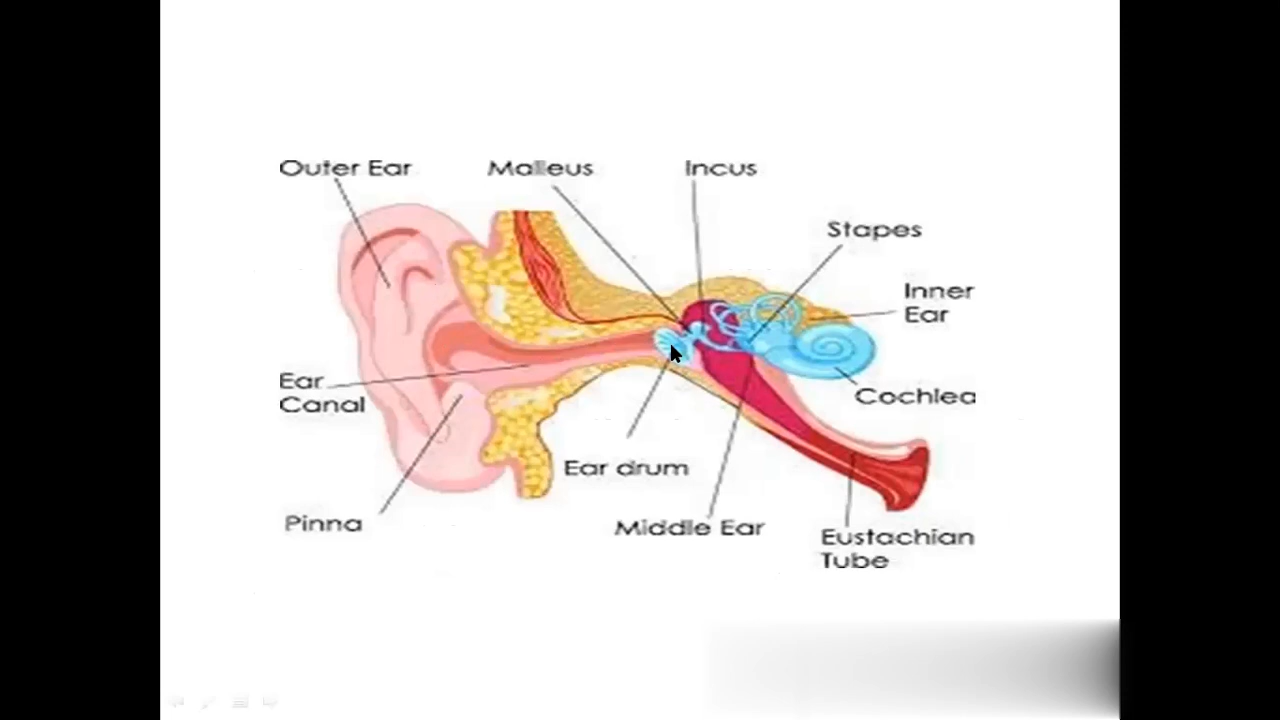 Outer Ear
Malleus
Incus
Stapes
Inner
Ear
Ear
Canal
Cochlea
Ear drum
Pinna
Middle Ear
Eustachian
Tube